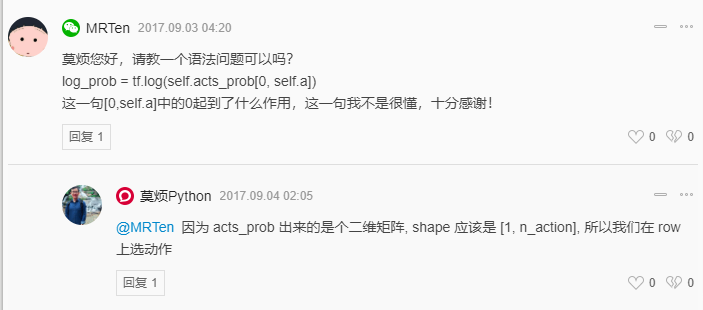 MRTen 2017.09.03 04:20
莫烦您好，请教一个语法问题可以吗？
log_prob = tf.log(self.acts_prob[0, self.a])
这一句[0,self.a]中的0起到了什么作用，这一句我不是很懂，十分感谢！
回复 1
0 0
莫烦Python 2017.09.04 02:05
@MRTen 因为 acts_prob 出来的是个二维矩阵, shape 应该是 [1, n_action], 所以我们在 row
上选动作
回复 1
0 0